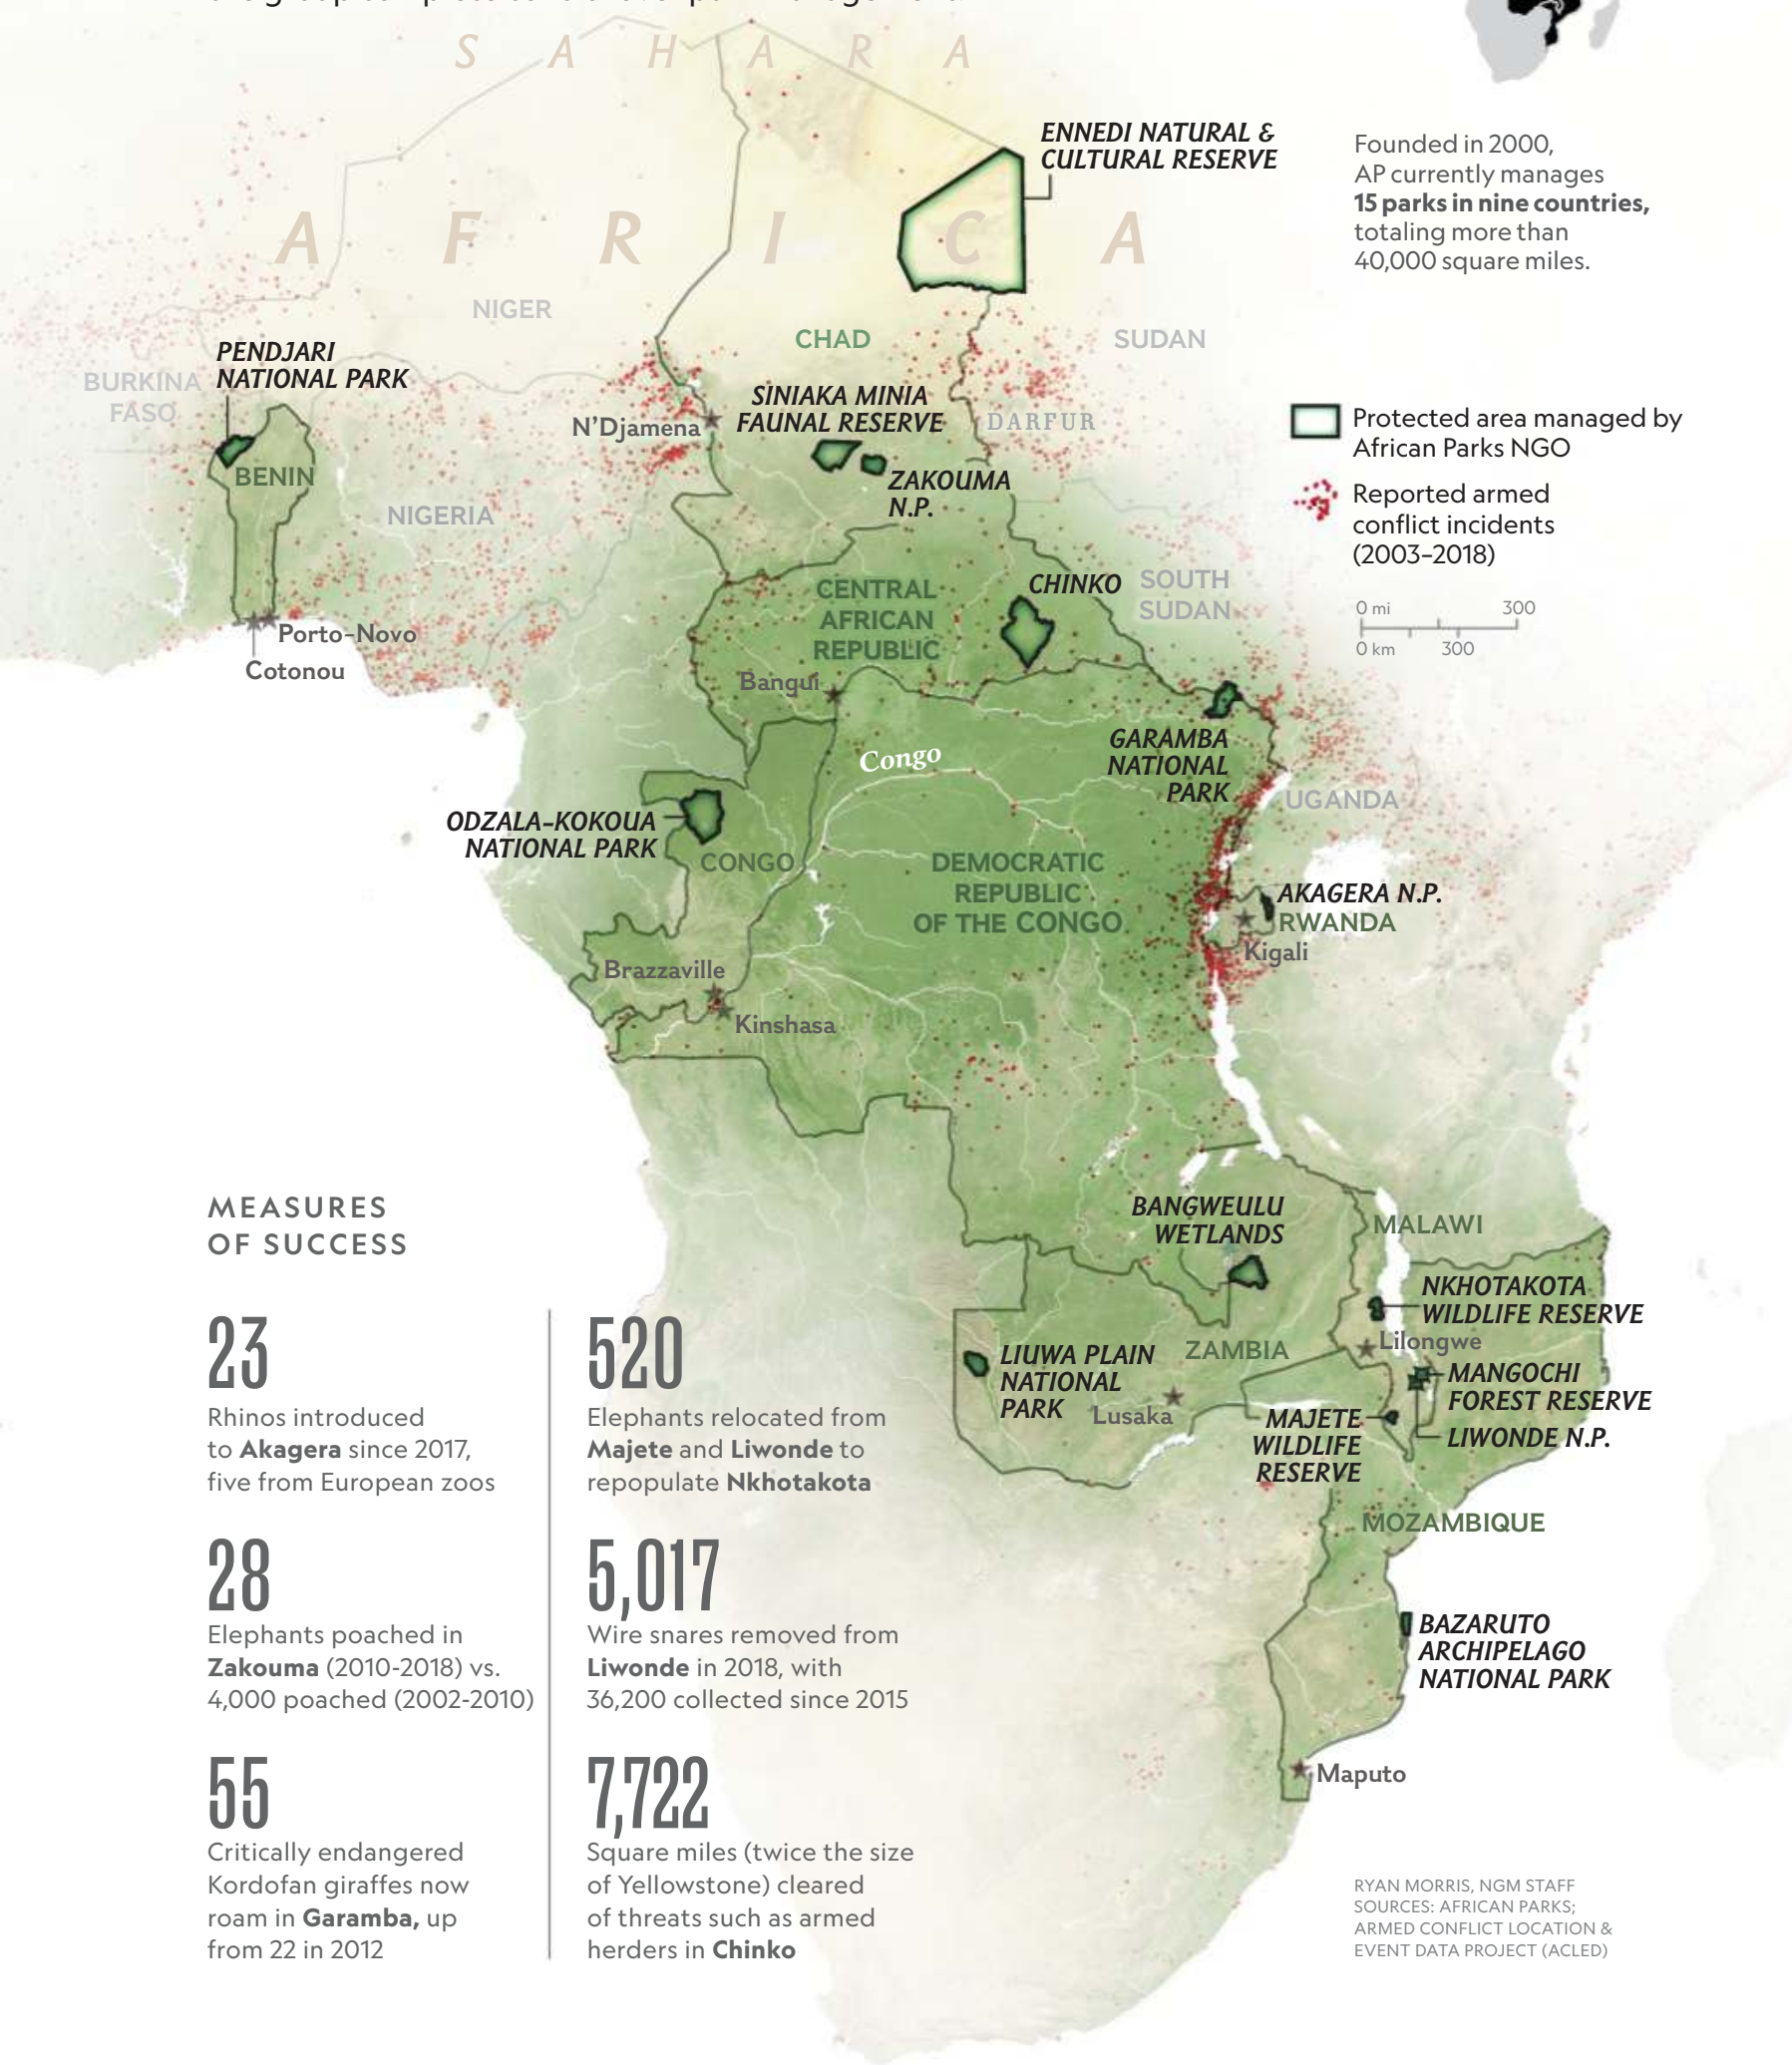 S A H A R A
A F R I C A
ENNEDI NATURAL &
CULTURAL RESERVE
Founded in 2000,
AP currently manages
15 parks in nine countries,
totaling more than
40,000 square miles.
NIGER
CHAD
SUDAN
PENDJARI
NATIONAL PARK
BURKINA
FASO
SINIAKA MINIA
FAUNAL RESERVE
N'Djamena
DARFUR
Protected area managed by
African Parks NGO
BENIN
ZAKOUMA
N.P.
NIGERIA
Reported armed
conflict incidents
(2003–2018)
CENTRAL
AFRICAN
REPUBLIC
CHINKO
SOUTH
SUDAN
0 mi 300
0 km 300
Porto-Novo
Cotonou
Bangui
GARAMBA
NATIONAL
PARK
Congo
UGANDA
ODZALA-KOKOUA
NATIONAL PARK
CONGO
DEMOCRATIC
REPUBLIC
OF THE CONGO
AKAGERA N.P.
RWANDA
Kigali
Brazzaville
Kinshasa
BANGWEULU
WETLANDS
MALAWI
NKHOTAKOTA
WILDLIFE RESERVE
Lilongwe
LIUWA PLAIN
NATIONAL
PARK
ZAMBIA
Lusaka
MANGOCHI
FOREST RESERVE
MAJETE
WILDLIFE
RESERVE
LIWONDE N.P.
MOZAMBIQUE
BAZARUTO
ARCHIPELAGO
NATIONAL PARK
Maputo
MEASURES
OF SUCCESS
23
Rhinos introduced
to Akagera since 2017,
five from European zoos
28
Elephants poached in
Zakouma (2010-2018) vs.
4,000 poached (2002-2010)
55
Critically endangered
Kordofan giraffes now
roam in Garamba, up
from 22 in 2012
520
Elephants relocated from
Majete and Liwonde to
repopulate Nkhotakota
5,017
Wire snares removed from
Liwonde in 2018, with
36,200 collected since 2015
7,722
Square miles (twice the size
of Yellowstone) cleared
of threats such as armed
herders in Chinko
RYAN MORRIS, NGM STAFF
SOURCES: AFRICAN PARKS;
ARMED CONFLICT LOCATION &
EVENT DATA PROJECT (ACLED)